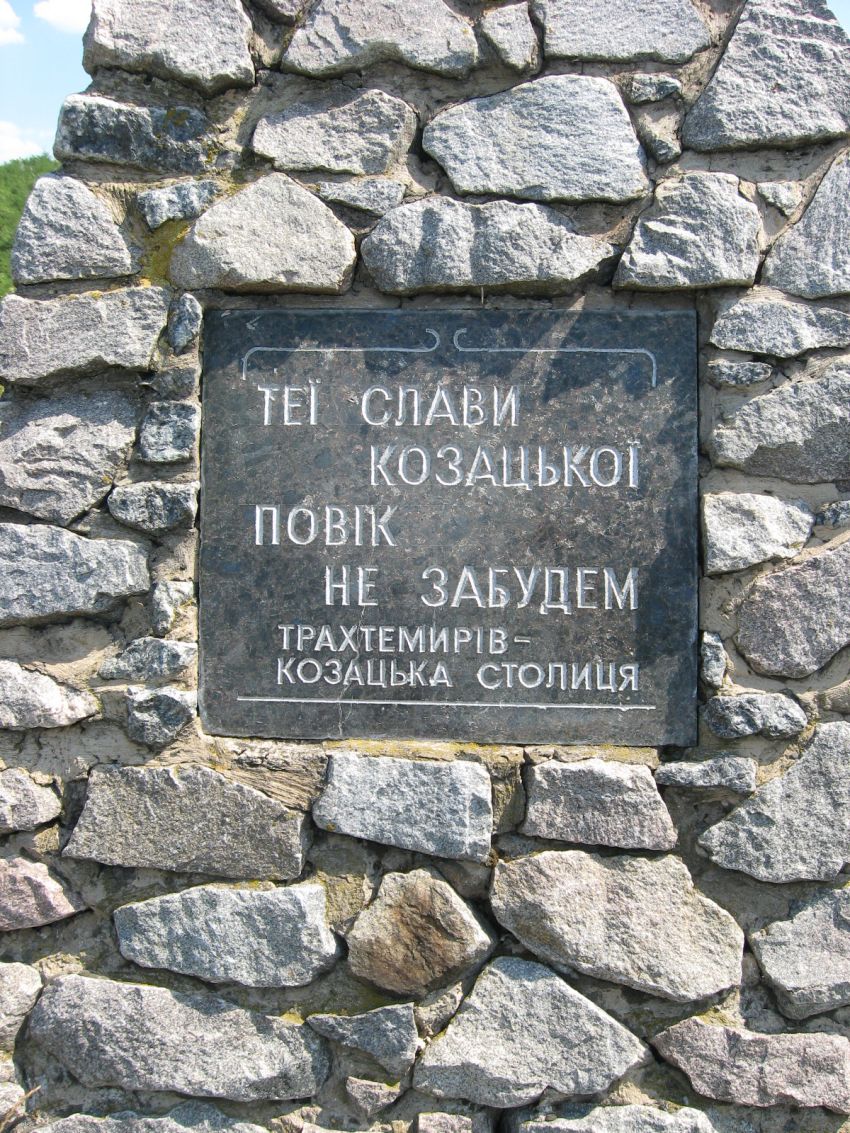 ТЕЇ СЛАВИ
КОЗАЦЬКОЇ
ПОВІК
НЕ ЗАБУДЕМ
ТРАХТЕМИРІВ-
КОЗАЦЬКА СТОЛИЦЯ